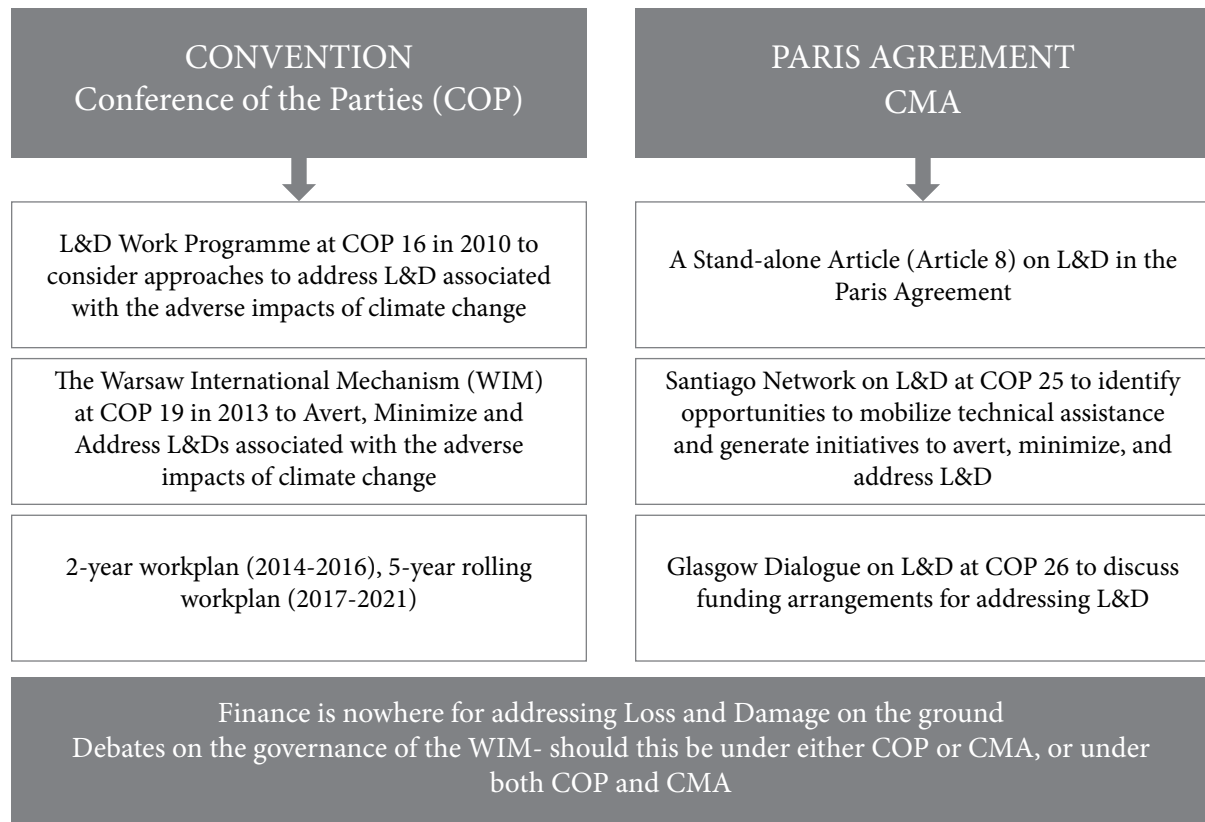 CONVENTION
Conference of the Parties (COP)
L&D Work Programme at COP 16 in 2010 to
consider approaches to address L&D associated
with the adverse impacts of climate change
The Warsaw International Mechanism (WIM)
at COP 19 in 2013 to Avert, Minimize and
Address L&Ds associated with the adverse
impacts of climate change
2-year workplan (2014-2016), 5-year rolling
workplan (2017-2021)
PARIS AGREEMENT
CMA
A Stand-alone Article (Article 8) on L&D in the
Paris Agreement
Santiago Network on L&D at COP 25 to identify
opportunities to mobilize technical assistance
and generate initiatives to avert, minimize, and
address L&D
Glasgow Dialogue on L&D at COP 26 to discuss
funding arrangements for addressing L&D
Finance is nowhere for addressing Loss and Damage on the ground
Debates on the governance of the WIM- should this be under either COP or CMA, or under
both COP and CMA